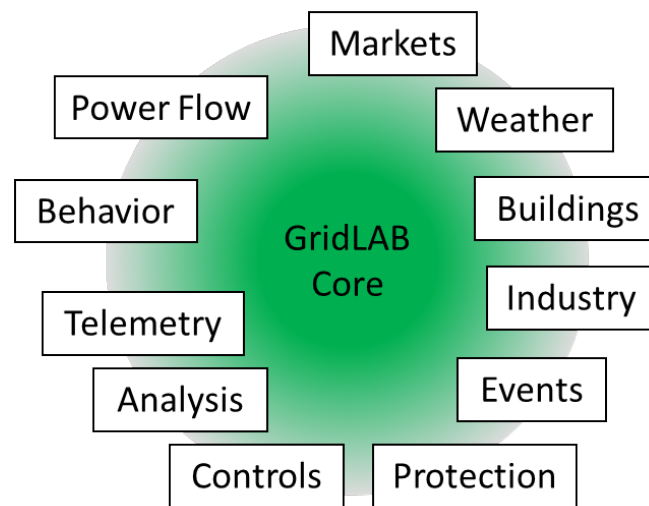 Markets
Power Flow
Weather
Behavior
Buildings
GridLAB
Core
Industry
Telemetry
Analysis
Events
Controls
Protection